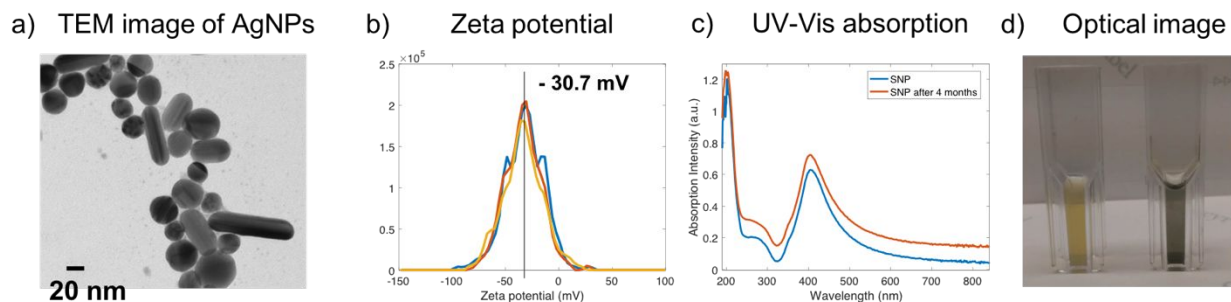 a) TEM image of AgNPs
20 nm
b) Zeta potential
×10⁵
- 30.7 mV
2.5
2
1.5
1
0.5
0
-150 -100 -50 0 50 100
Zeta potential (mV)
c) UV-Vis absorption
SNP
SNP after 4 months
Absorption Intensity (a.u.)
1.2
1
0.8
0.6
0.4
0.2
0
200 300 400 500 600 700 800
Wavelength (nm)
d) Optical image